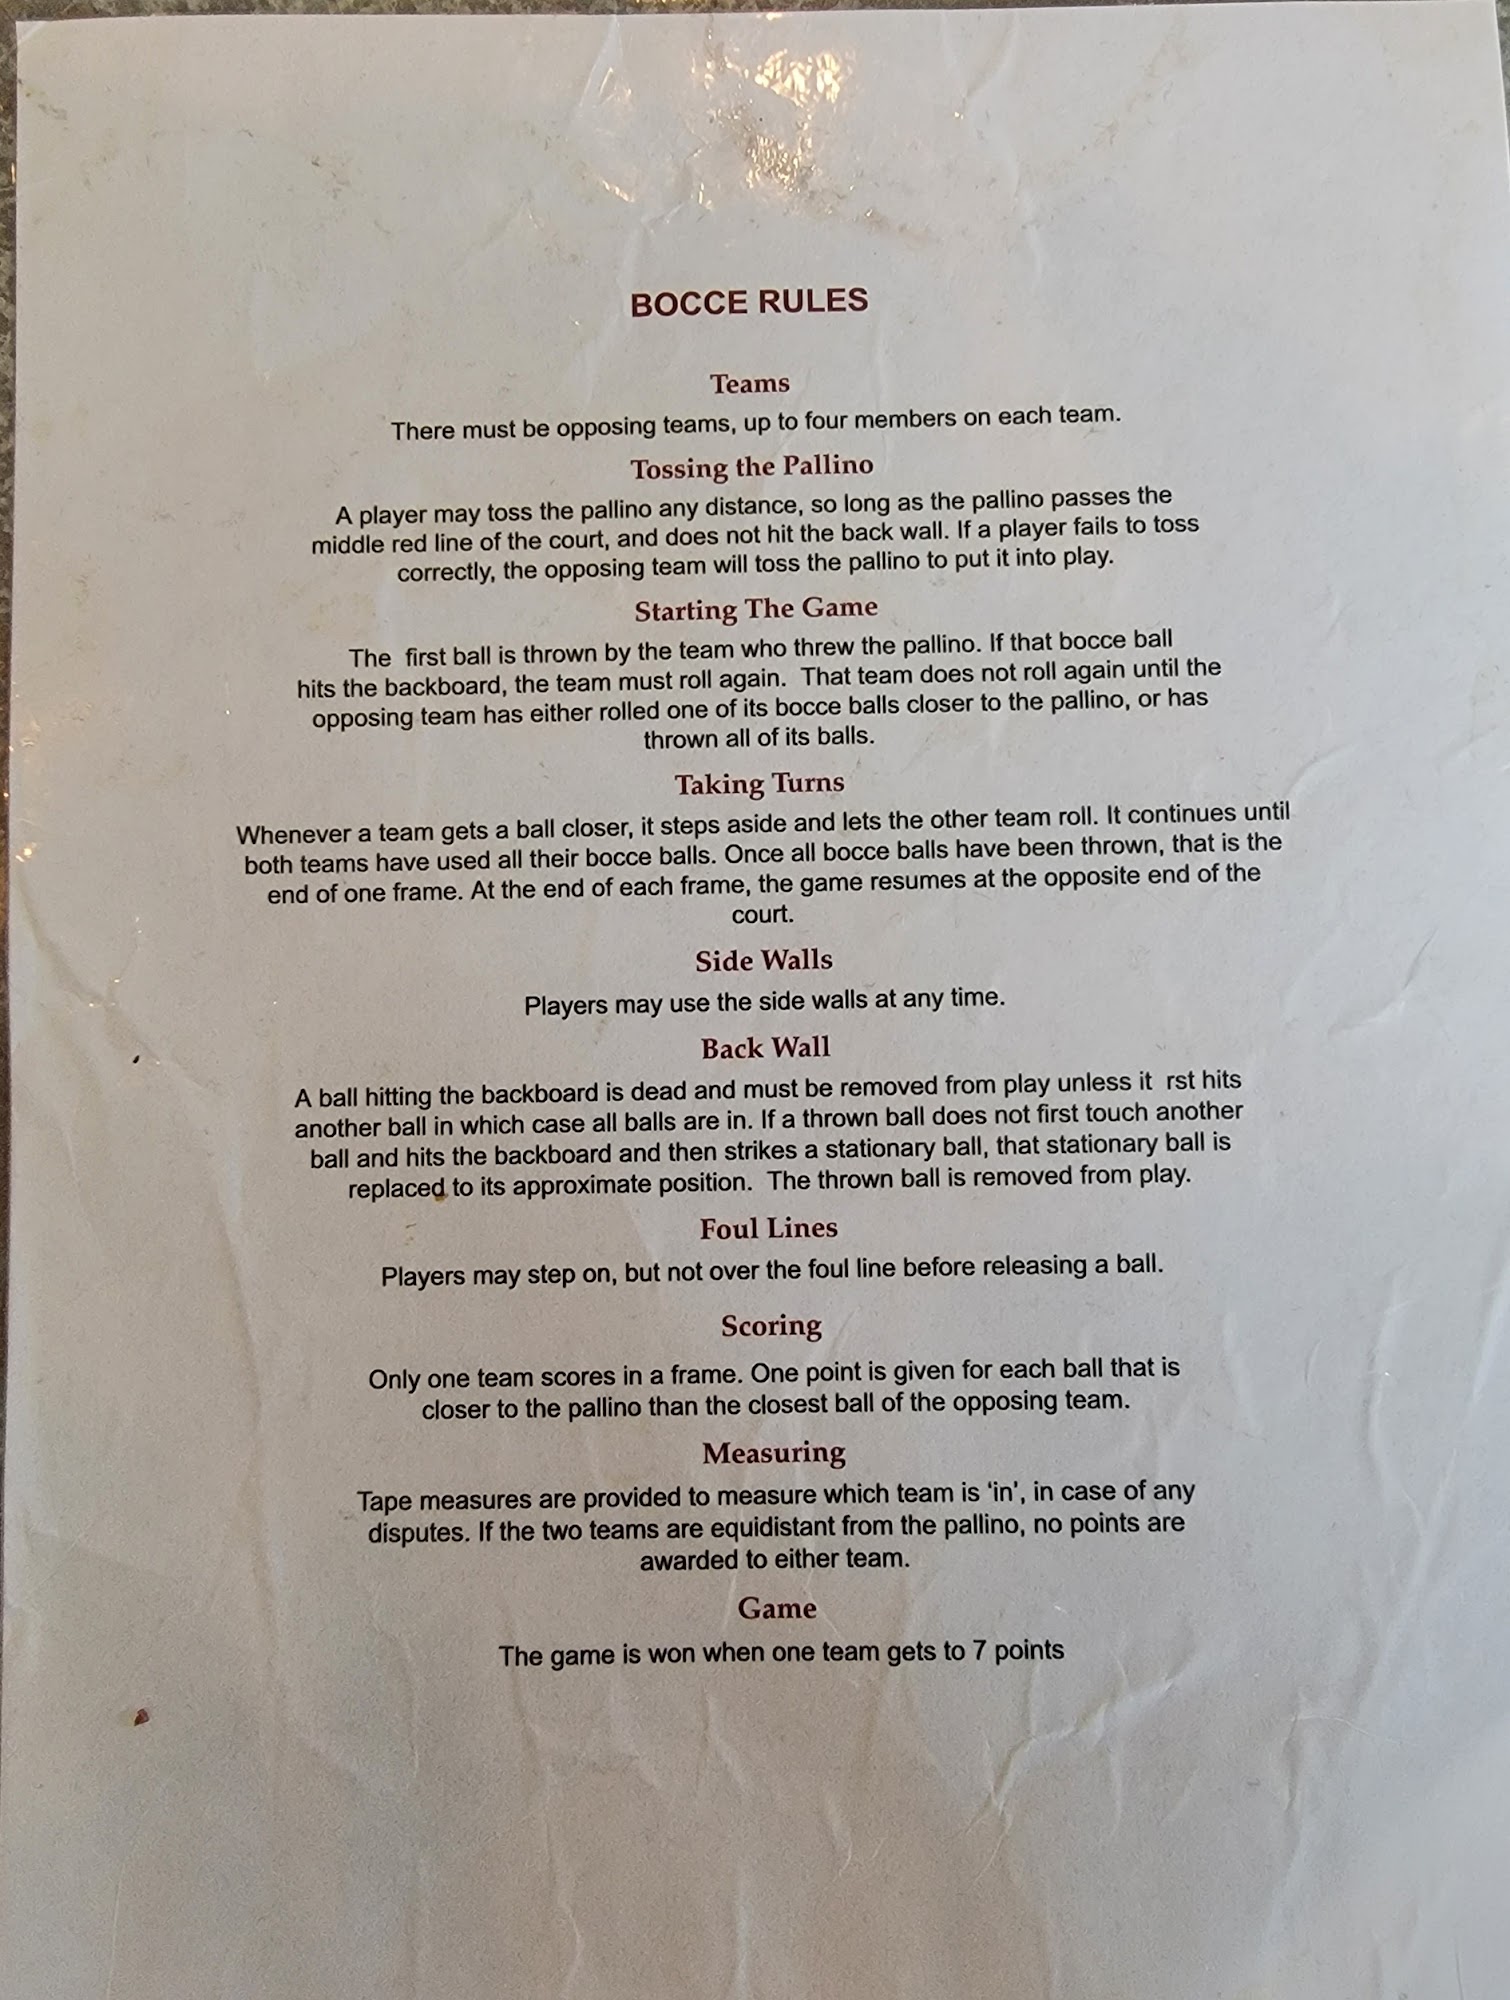 BOCCE RULES
Teams
There must be opposing teams, up to four members on each team.
Tossing the Pallino
A player may toss the pallino any distance, so long as the pallino passes the
middle red line of the court, and does not hit the back wall. If a player fails to toss
correctly, the opposing team will toss the pallino to put it into play.
Starting The Game
The  first ball is thrown by the team who threw the pallino. If that bocce ball
hits the backboard, the team must roll again.  That team does not roll again until the
opposing team has either rolled one of its bocce balls closer to the pallino, or has
thrown all of its balls.
Taking Turns
Whenever a team gets a ball closer, it steps aside and lets the other team roll. It continues until
both teams have used all their bocce balls. Once all bocce balls have been thrown, that is the
end of one frame. At the end of each frame, the game resumes at the opposite end of the
court.
Side Walls
Players may use the side walls at any time.
Back Wall
A ball hitting the backboard is dead and must be removed from play unless it  rst hits
another ball in which case all balls are in. If a thrown ball does not first touch another
ball and hits the backboard and then strikes a stationary ball, that stationary ball is
replaced to its approximate position.  The thrown ball is removed from play.
Foul Lines
Players may step on, but not over the foul line before releasing a ball.
Scoring
Only one team scores in a frame. One point is given for each ball that is
closer to the pallino than the closest ball of the opposing team.
Measuring
Tape measures are provided to measure which team is ‘in’, in case of any
disputes. If the two teams are equidistant from the pallino, no points are
awarded to either team.
Game
The game is won when one team gets to 7 points